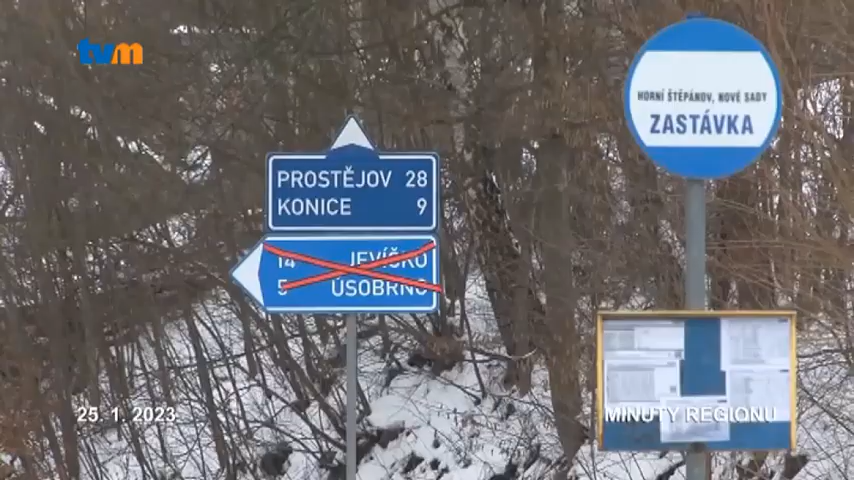 tvm
HORNÍ ŠTĚPÁNOV, NOVÉ SADY
ZASTÁVKA
PROSTĚJOV 28
KONICE 9
14 JEVÍČKO
5 ÚSOBRNO
25. 1. 2023
MINUTY REGIONU